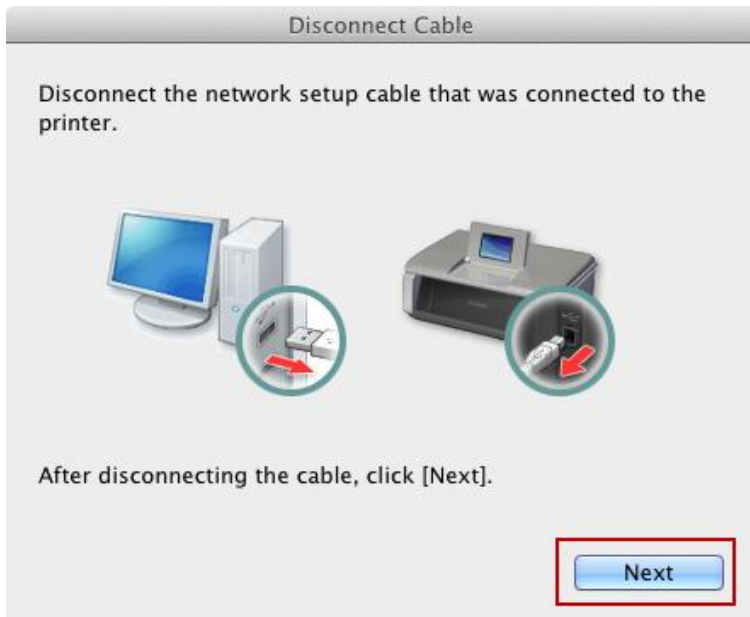 Disconnect Cable
Disconnect the network setup cable that was connected to the
printer.
After disconnecting the cable, click [Next].
Next